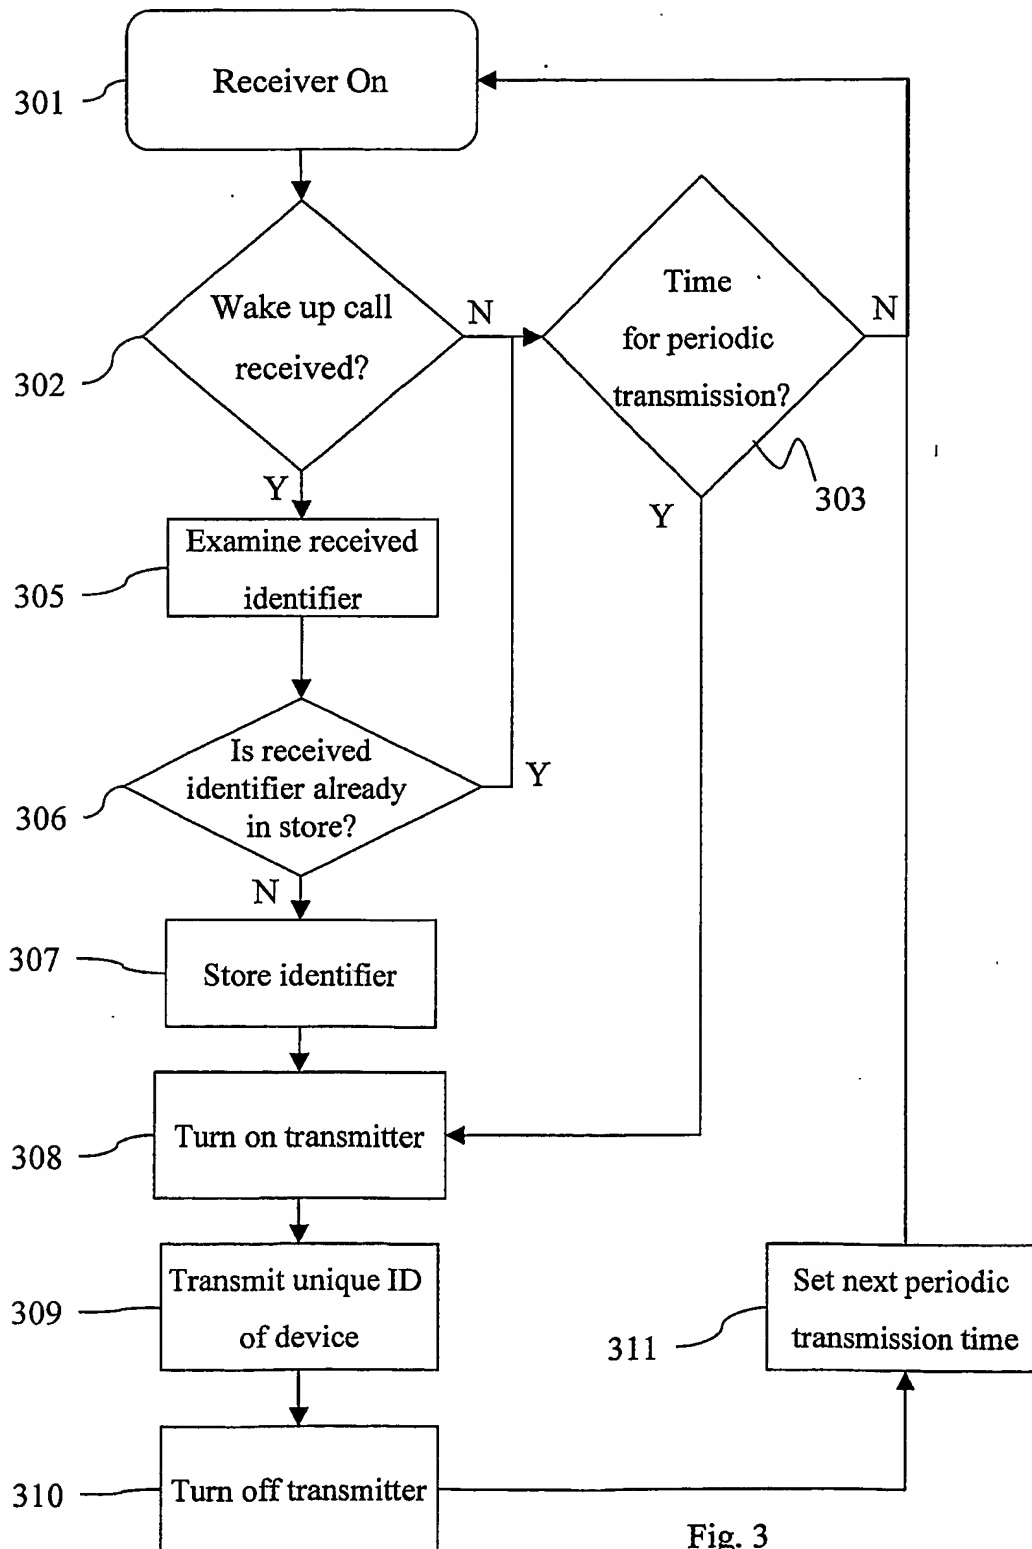 Receiver On
301
Wake up call
received?
N
302
Time
for periodic
transmission?
N
303
Y
Y
Examine received
identifier
305
Is received
identifier already
in store?
Y
306
N
307
Store identifier
308
Turn on transmitter
309
Transmit unique ID
of device
Set next periodic
transmission time
311
310
Turn off transmitter
Fig. 3